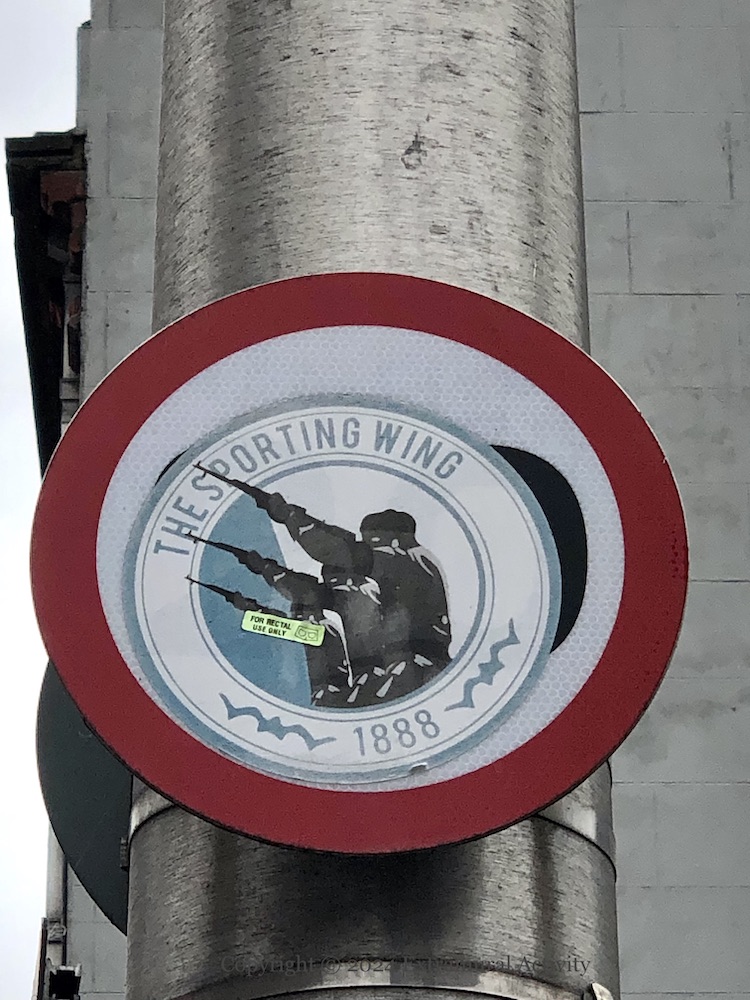 THE SPORTING WING
FOR RECTAL
USE ONLY
1888